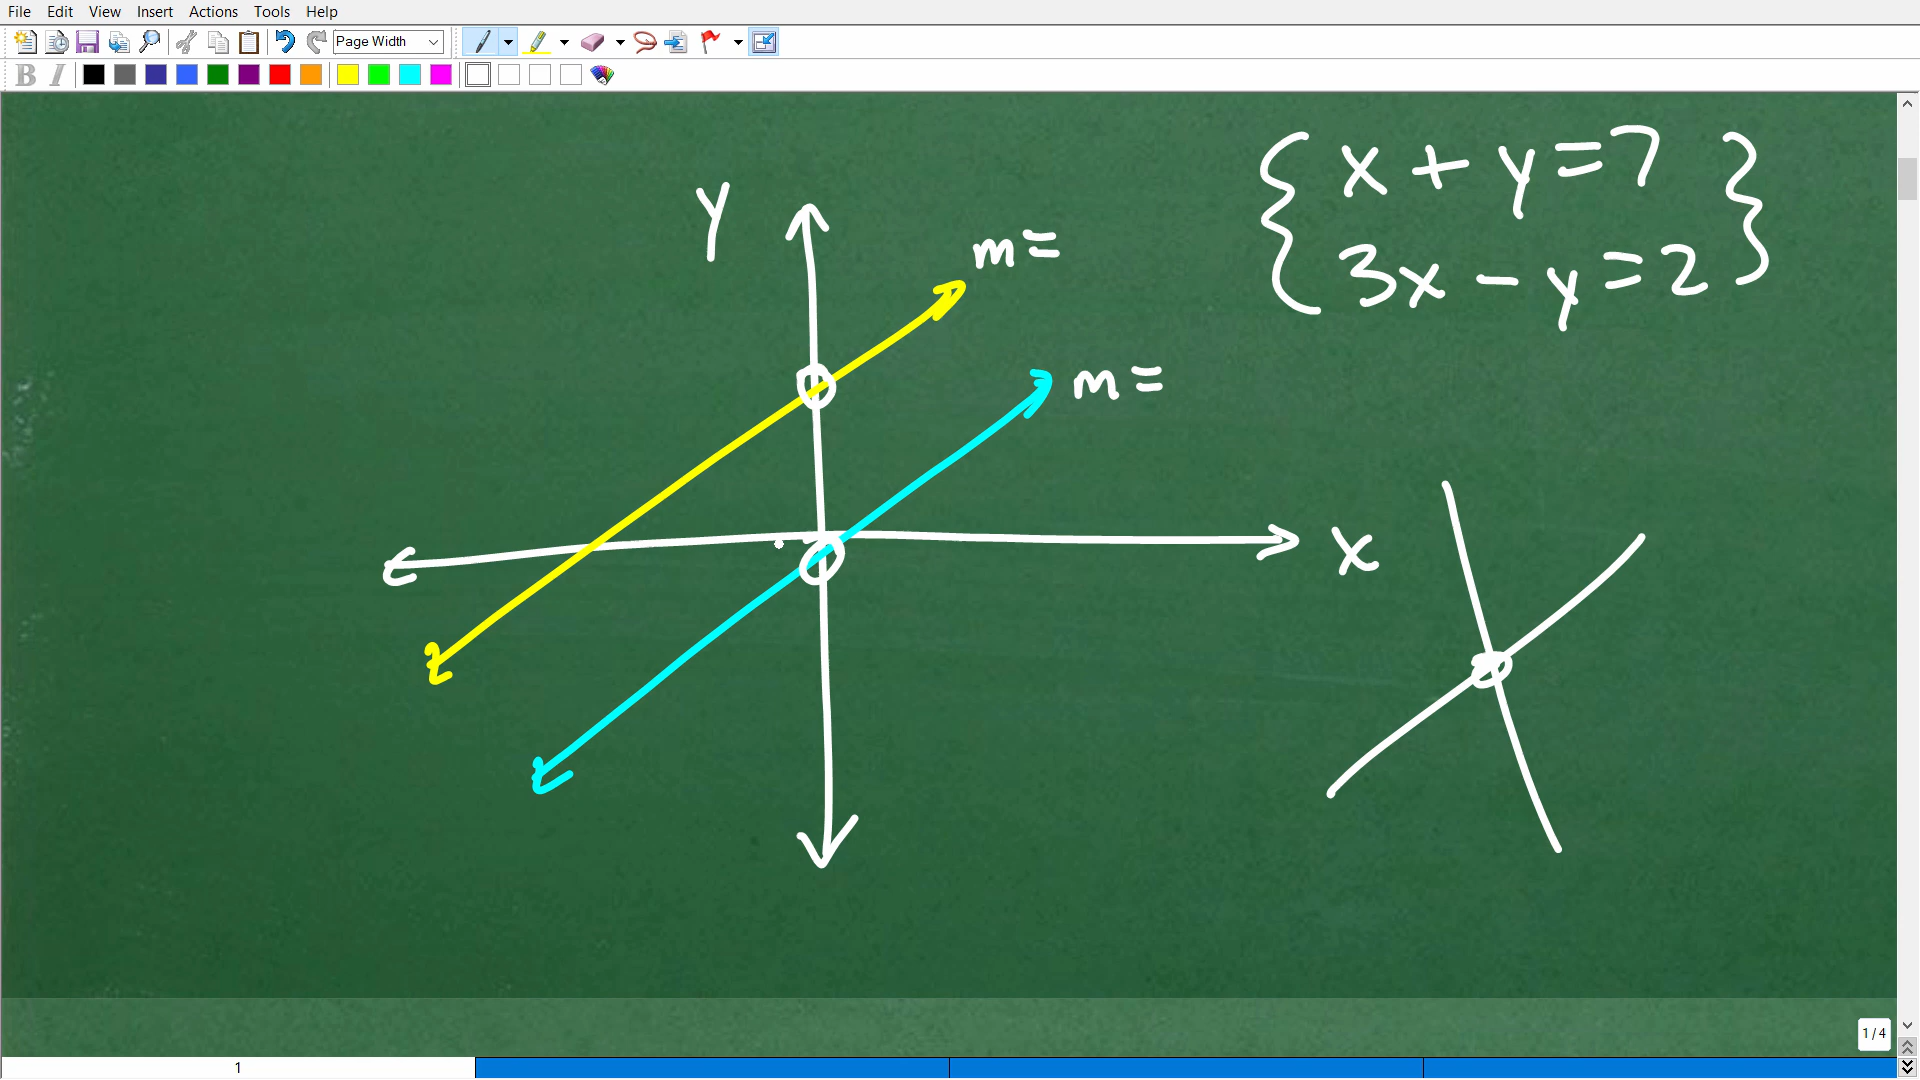 File Edit View Insert Actions Tools Help
Page Width
B I
{ x + y = 7 }
{ 3x - y = 2 }
y
m =
m =
x
1 / 4
1